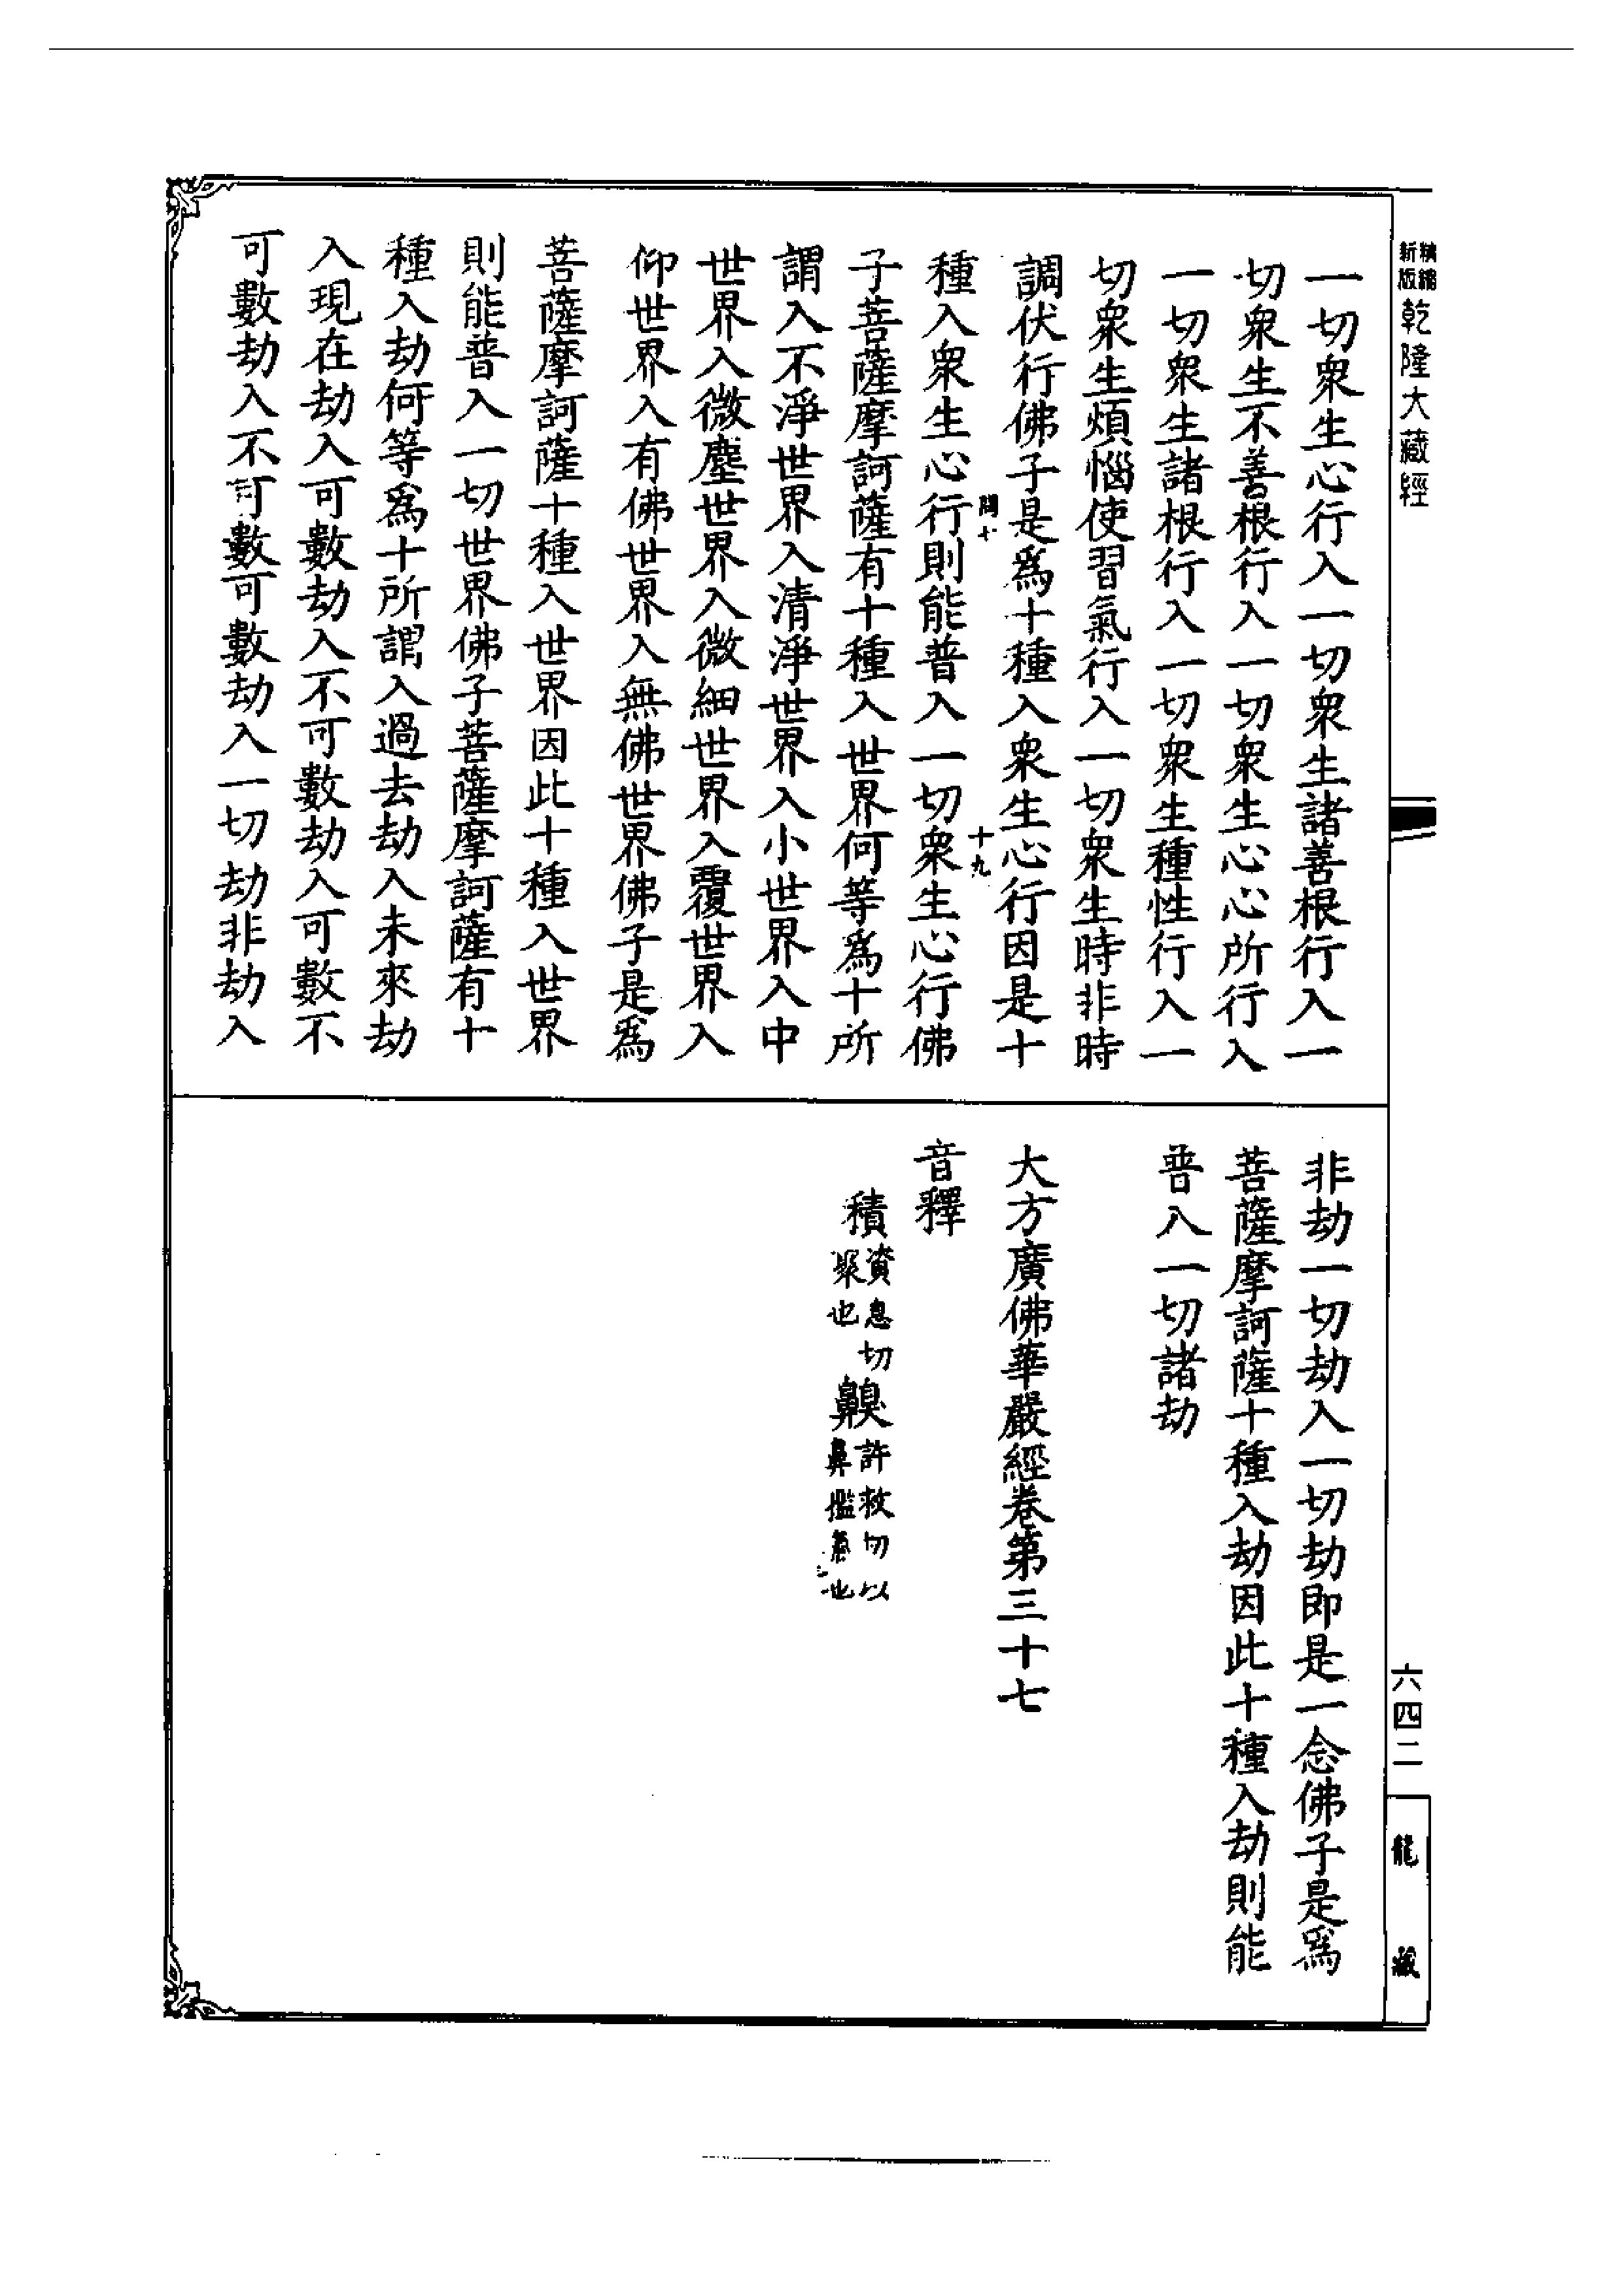 精縮新版乾隆大藏經
一切衆生心行入一切衆生諸善根行入一
切衆生不善根行入一切衆生心心所行入
一切衆生諸根行入一切衆生種性行入一
切衆生煩惱使習氣行入一切衆生時非時
調伏行佛子是爲十種入衆生心行因是十
十九
種入衆生心行則能普入一切衆生心行佛
子菩薩摩訶薩有十種入世界何等爲十所
謂入不淨世界入清淨世界入小世界入中
世界入微塵世界入微細世界入覆世界入
仰世界入有佛世界入無佛世界佛子是爲
菩薩摩訶薩十種入世界因此十種入世界
則能普入一切世界佛子菩薩摩訶薩有十
種入劫何等爲十所謂入過去劫入未來劫
入現在劫入可數劫入不可數劫入可數不
可數劫入不可數可數劫入一切劫非劫入
非劫一切劫入一切劫即是一念佛子是爲
菩薩摩訶薩十種入劫因此十種入劫則能
普入一切諸劫
大方廣佛華嚴經卷第三十七
音釋
積資息切聚也 齅許救切以鼻㩜氣也
六四二
龍藏